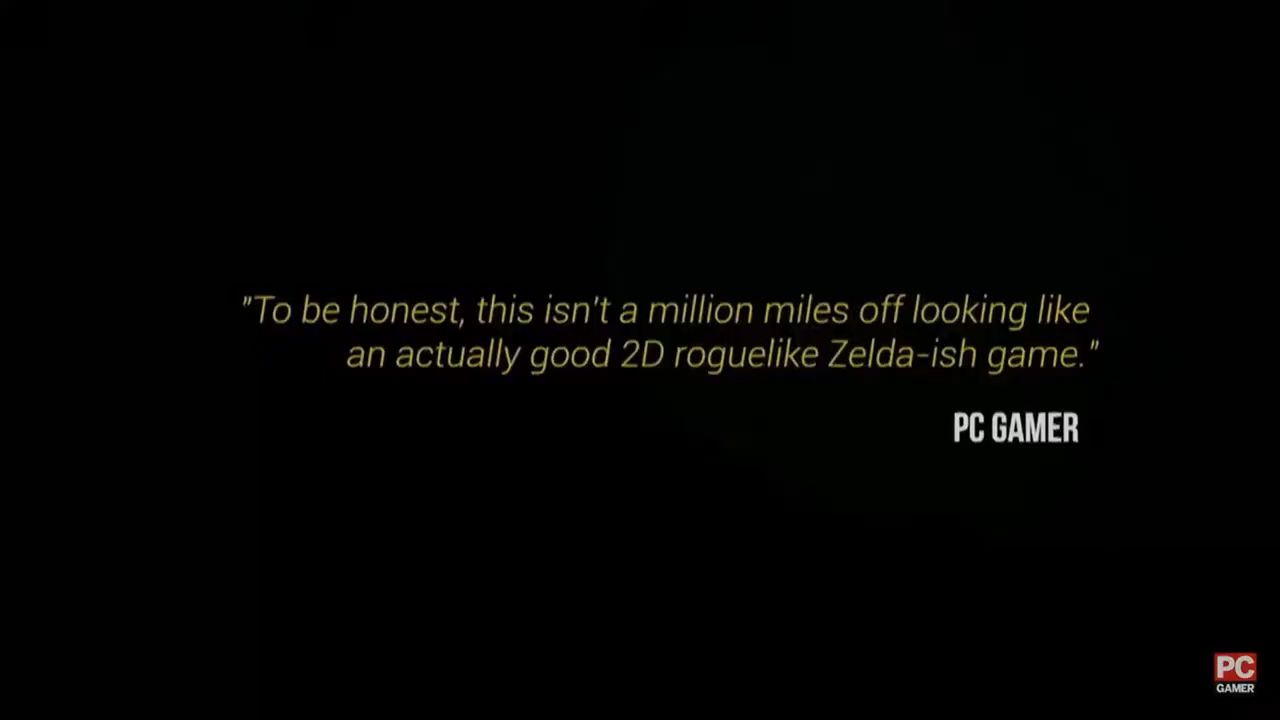 "To be honest, this isn't a million miles off looking like
an actually good 2D roguelike Zelda-ish game."
PC GAMER
PC
GAMER